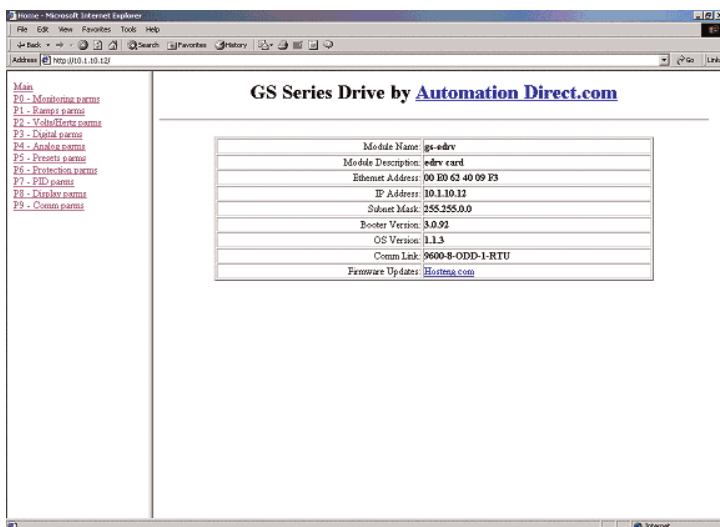 Home - Microsoft Internet Explorer
File Edit View Favorites Tools Help
Back Search Favorites History
Address http://10.1.10.12/ Go Links
Main
P0 - Monitoring parms
P1 - Ramps parms
P2 - Volts/Hertz parms
P3 - Digital parms
P4 - Analog parms
P5 - Presets parms
P6 - Protection parms
P7 - PID parms
P8 - Display parms
P9 - Comm parms
GS Series Drive by Automation Direct.com
Module Name: gs-edrv
Module Description: edrv card
Ethernet Address: 00 E0 62 40 09 F3
IP Address: 10.1.10.12
Subnet Mask: 255.255.0.0
Booter Version: 3.0.92
OS Version: 1.1.3
Comm Link: 9600-8-ODD-1-RTU
Firmware Updates: Hosteng.com
Internet